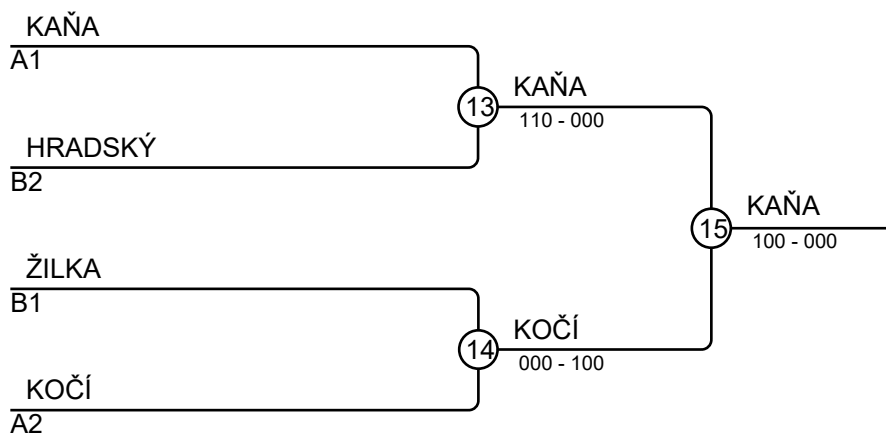 KAŇA
A1
13
KAŇA
110 - 000
HRADSKÝ
B2
15
KAŇA
100 - 000
ŽILKA
B1
14
KOČÍ
000 - 100
KOČÍ
A2